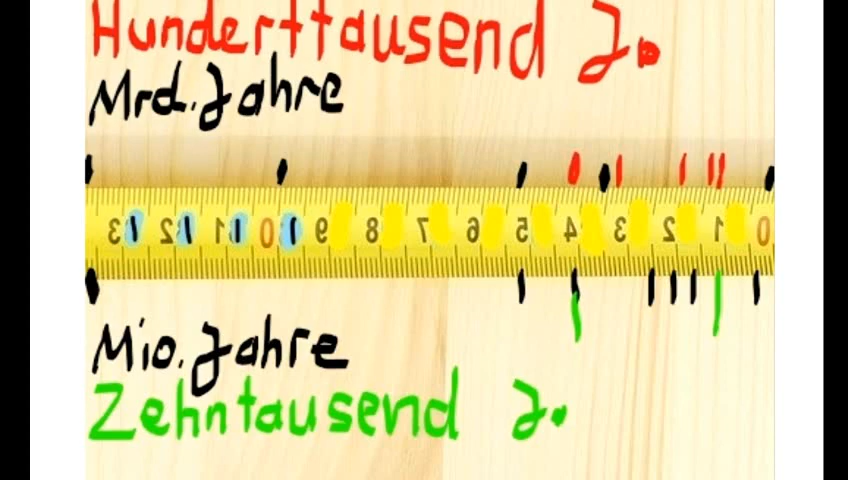 Hunderttausend J.
Mrd. Jahre
13 12 11 10 9 8 7 6 5 4 3 2 1 0
Mio. Jahre
Zehntausend J.